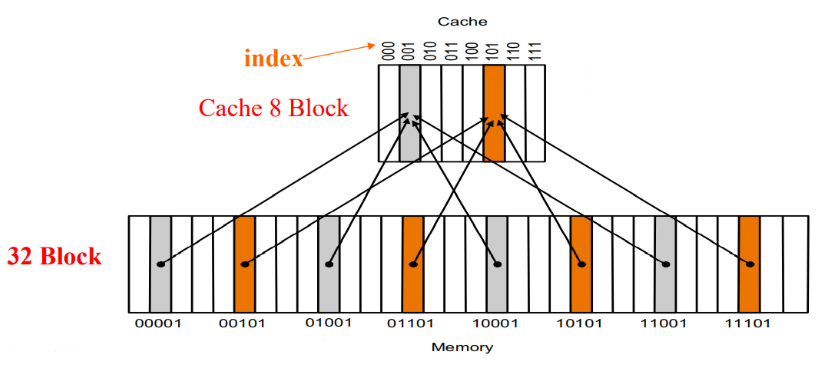 Cache
index
000 001 010 011 100 101 110 111
Cache 8 Block
32 Block
00001 00101 01001 01101 10001 10101 11001 11101
Memory